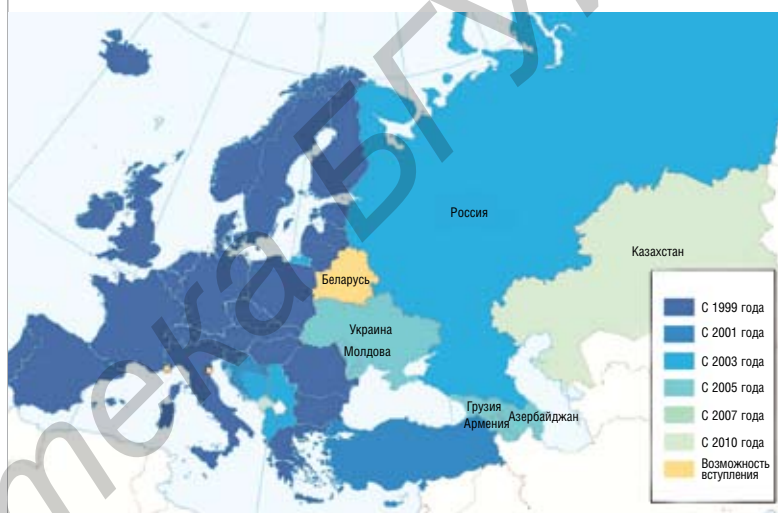 Россия
Казахстан
Беларусь
Украина
Молдова
Грузия
Армения
Азербайджан
С 1999 года
С 2001 года
С 2003 года
С 2005 года
С 2007 года
С 2010 года
Возможность
вступления